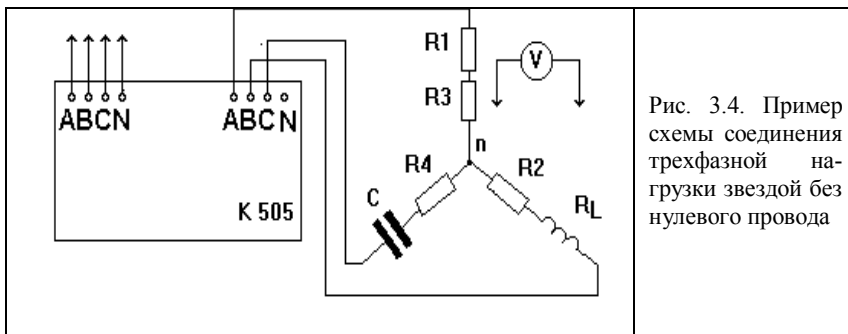 R1
V
R3
ABCN
ABCN
n
R4
R2
C
RL
K 505
Рис. 3.4. Пример
схемы соединения
трехфазной на-
грузки звездой без
нулевого провода